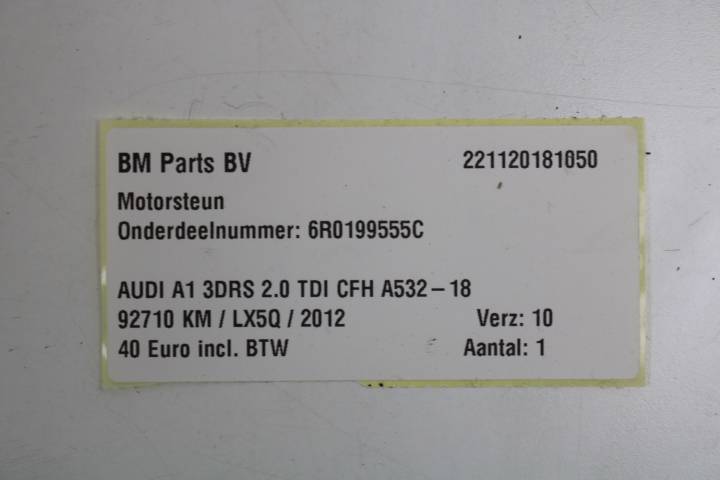 BM Parts BV 221120181050
Motorsteun
Onderdeelnummer: 6R0199555C
AUDI A1 3DRS 2.0 TDI CFH A532-18
92710 KM / LX5Q / 2012 Verz: 10
40 Euro incl. BTW Aantal: 1